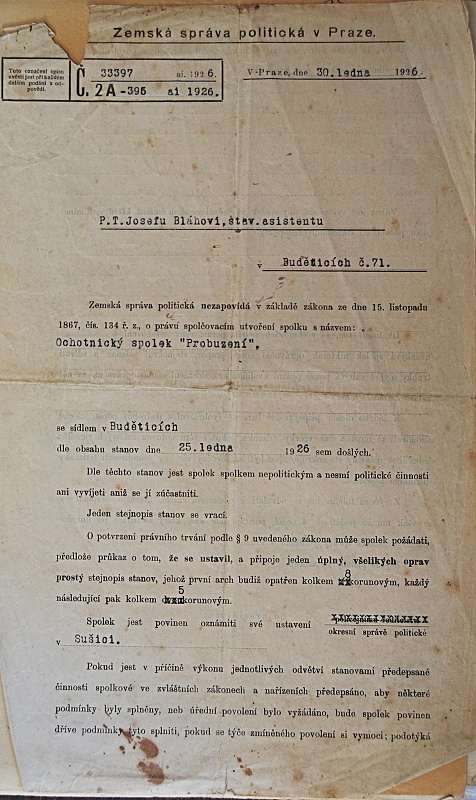 Zemská správa politická v Praze.
Toto označení spisu
uvésti jest při každém
dalším podání a od-
povědi.
Č. 33397 ai. 1926.
2A -395 ai 1926.
V Praze, dne 30. ledna 1926.
P.T. Josefu Bláhovi, stav. asistentu
v Buděticích č. 71.
Zemská správa politická nezapovídá v základě zákona ze dne 15. listopadu
1867, čís. 134 ř. z., o právu spolčovacím utvoření spolku s názvem:
Ochotnický spolek "Probuzení",
se sídlem v Buděticích
dle obsahu stanov dne 25. ledna 1926 sem došlých.
Dle těchto stanov jest spolek spolkem nepolitickým a nesmí politické činnosti
ani vyvíjeti aniž se jí zúčastniti.
Jeden stejnopis stanov se vrací.
O potvrzení právního trvání podle § 9 uvedeného zákona může spolek požádati,
předlože průkaz o tom, že se ustavil, a připoje jeden úplný, všelikých oprav
prostý stejnopis stanov, jehož první arch budiž opatřen kolkem 8 korunovým, každý
následující pak kolkem 5 korunovým.
Spolek jest povinen oznámiti své ustavení
okresní správě politické
v Sušici.
Pokud jest v příčině výkonu jednotlivých odvětví stanovami předepsané
činnosti spolkové ve zvláštních zákonech a nařízeních předepsáno, aby některé
podmínky byly splněny, neb úřední povolení bylo vyžádáno, bude spolek povinen
dříve podmínky tyto splniti, pokud se týče zmíněného povolení si vymoci; podotýká